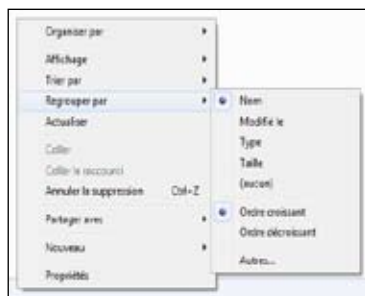 Organiser par
Affichage
Trier par
Regrouper par
Actualiser
Coller
Coller le raccourci
Annuler la suppression Ctrl+Z
Partager avec
Nouveau
Propriétés
Nom
Modifié le
Type
Taille
(aucun)
Ordre croissant
Ordre décroissant
Autres...